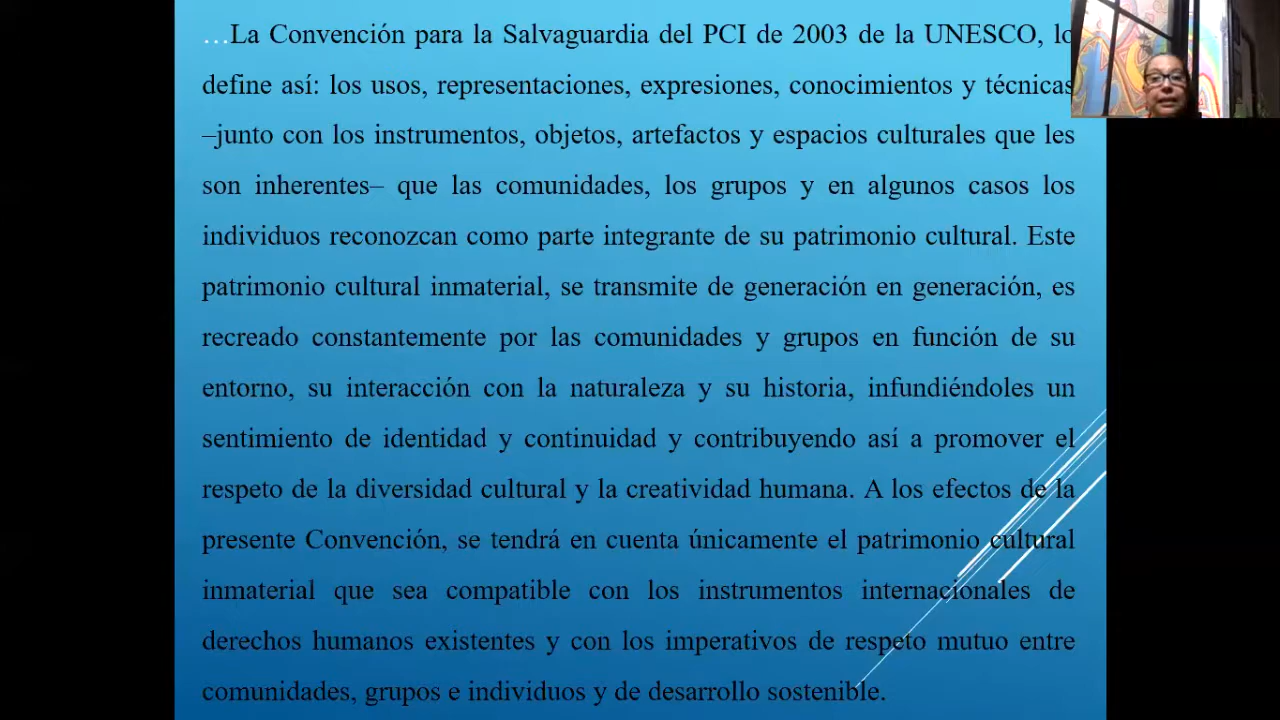 …La Convención para la Salvaguardia del PCI de 2003 de la UNESCO, lo
define así: los usos, representaciones, expresiones, conocimientos y técnicas
–junto con los instrumentos, objetos, artefactos y espacios culturales que les
son inherentes– que las comunidades, los grupos y en algunos casos los
individuos reconozcan como parte integrante de su patrimonio cultural. Este
patrimonio cultural inmaterial, se transmite de generación en generación, es
recreado constantemente por las comunidades y grupos en función de su
entorno, su interacción con la naturaleza y su historia, infundiéndoles un
sentimiento de identidad y continuidad y contribuyendo así a promover el
respeto de la diversidad cultural y la creatividad humana. A los efectos de la
presente Convención, se tendrá en cuenta únicamente el patrimonio cultural
inmaterial que sea compatible con los instrumentos internacionales de
derechos humanos existentes y con los imperativos de respeto mutuo entre
comunidades, grupos e individuos y de desarrollo sostenible.